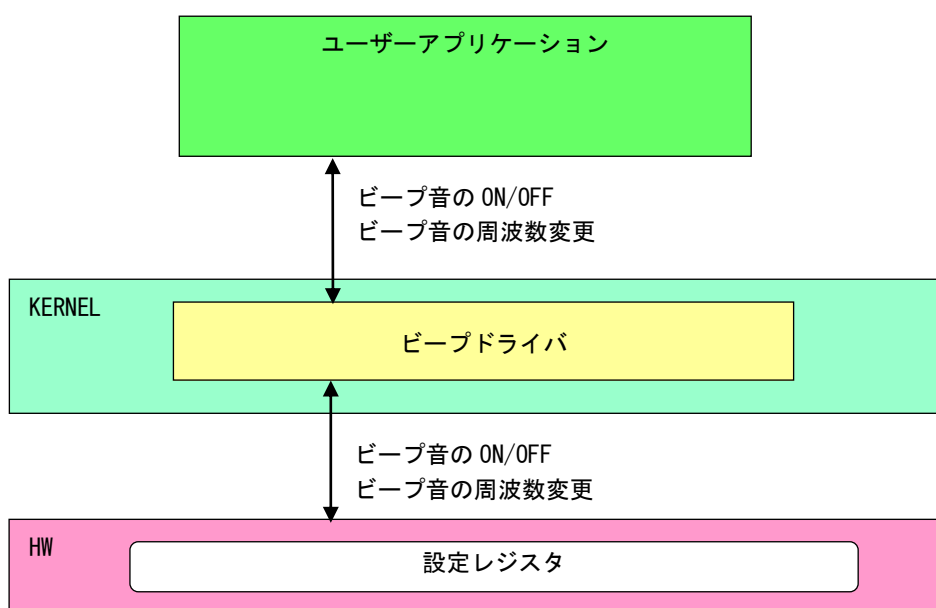 ユーザーアプリケーション
ビープ音の ON/OFF
ビープ音の周波数変更
KERNEL
ビープドライバ
ビープ音の ON/OFF
ビープ音の周波数変更
HW
設定レジスタ